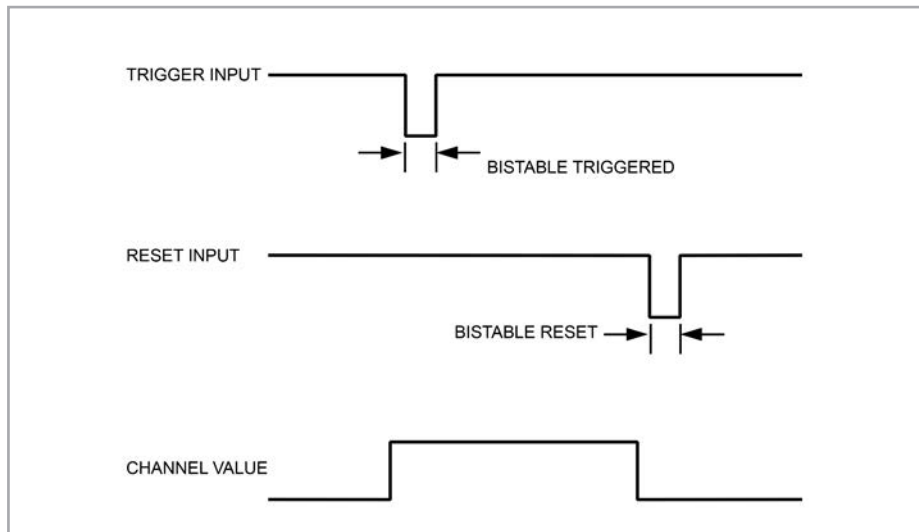 TRIGGER INPUT
BISTABLE TRIGGERED
RESET INPUT
BISTABLE RESET
CHANNEL VALUE